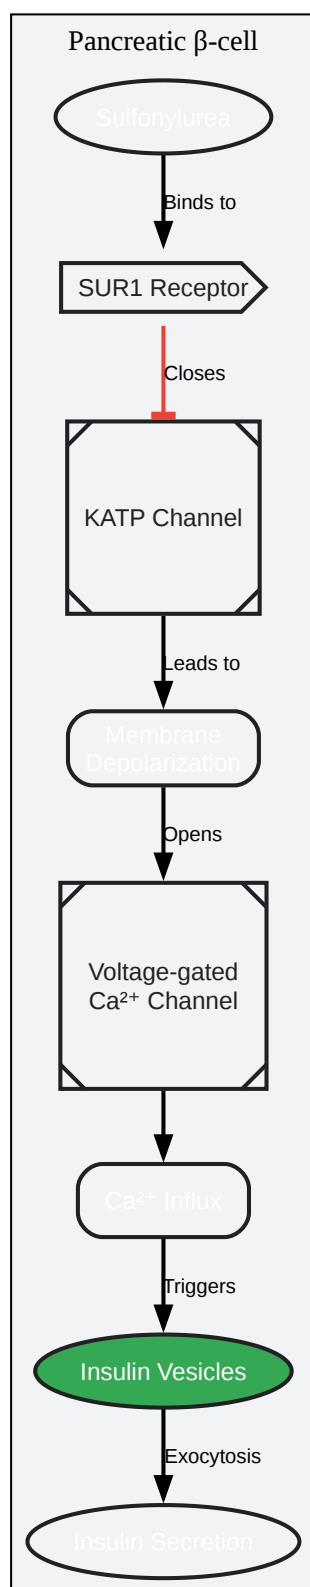 Pancreatic β-cell
Sulfonylurea
Binds to
SUR1 Receptor
Closes
KATP Channel
Leads to
Membrane
Depolarization
Opens
Voltage-gated
Ca²⁺ Channel
Ca²⁺ Influx
Triggers
Insulin Vesicles
Exocytosis
Insulin Secretion